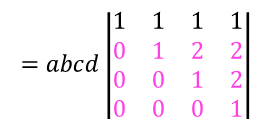 1 1 1 1
0 1 2 2
= abcd
0 0 1 2
0 0 0 1